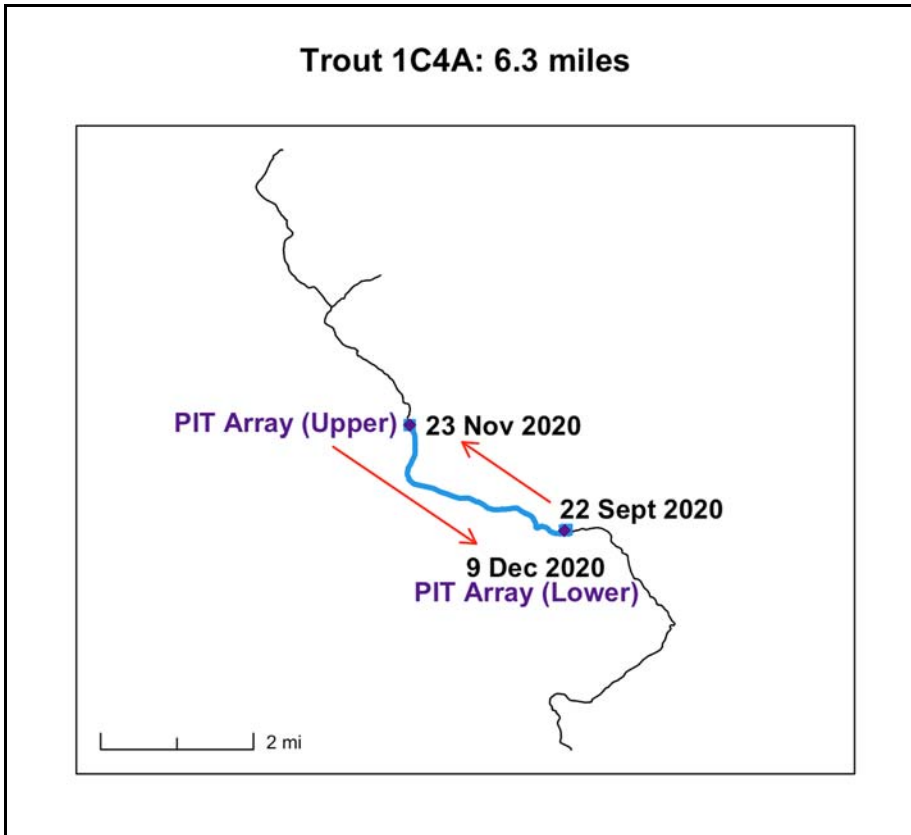 Trout 1C4A: 6.3 miles
PIT Array (Upper)
23 Nov 2020
22 Sept 2020
9 Dec 2020
PIT Array (Lower)
2 mi